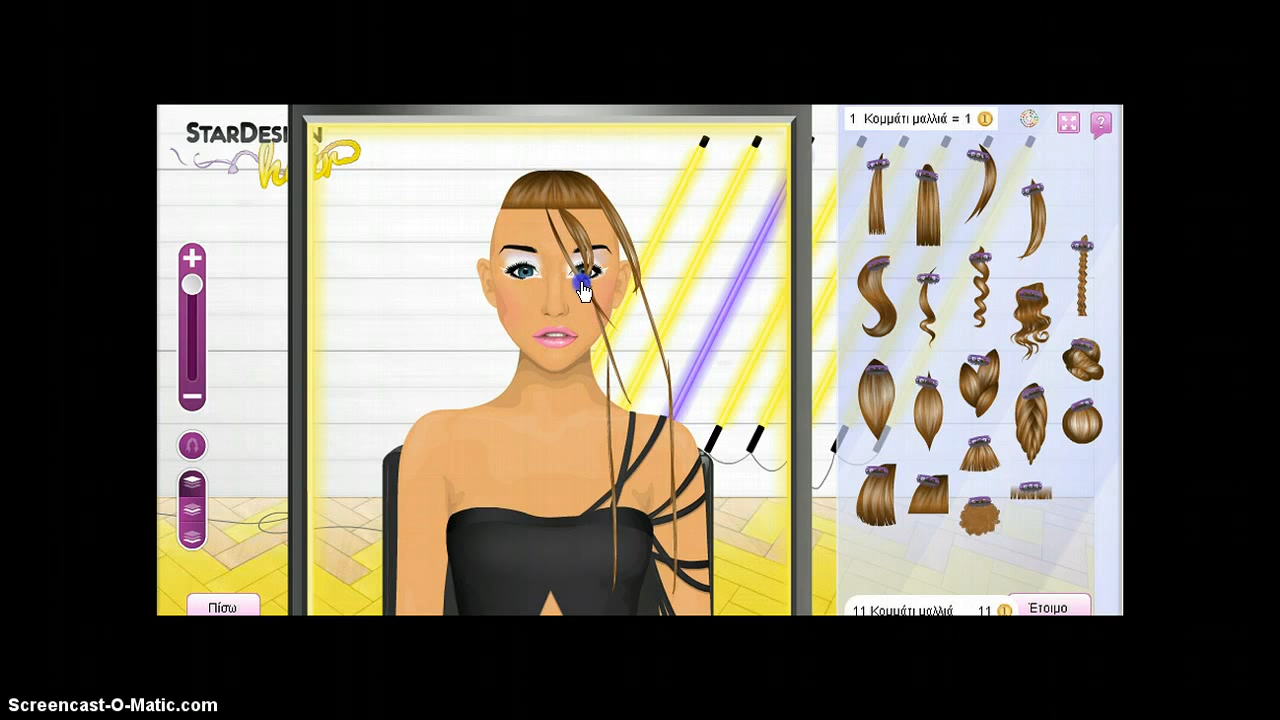 STARDESIGN
hair
1 Κομμάτι μαλλιά = 1
?
Πίσω
11 Κομμάτι μαλλιά 11
Έτοιμο
Screencast-O-Matic.com